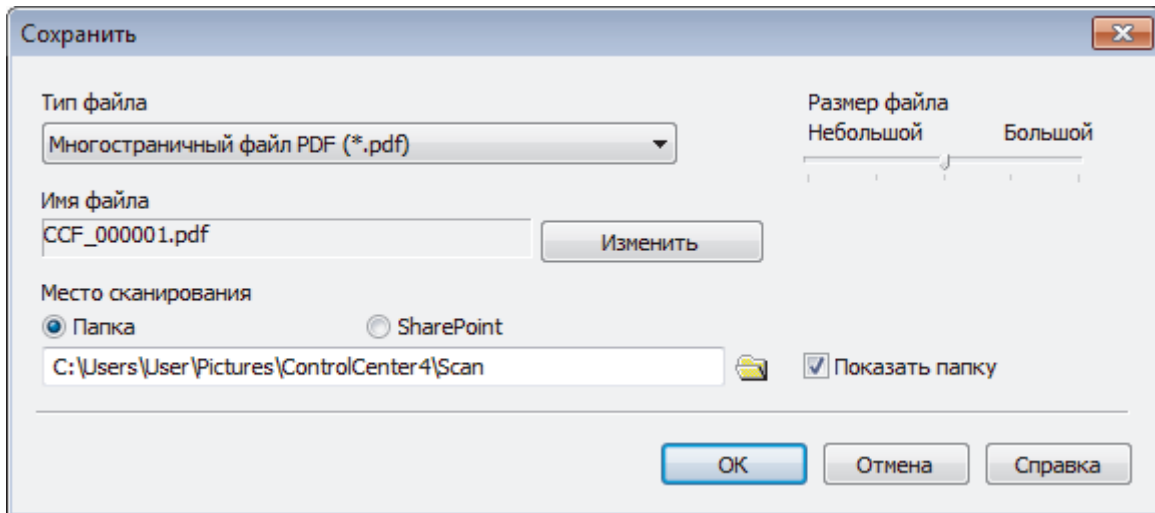 Сохранить
Тип файла
Многостраничный файл PDF (*.pdf)
Размер файла
Небольшой Большой
Имя файла
CCF_000001.pdf
Изменить
Место сканирования
Папка SharePoint
C:\Users\User\Pictures\ControlCenter4\Scan
Показать папку
OK Отмена Справка